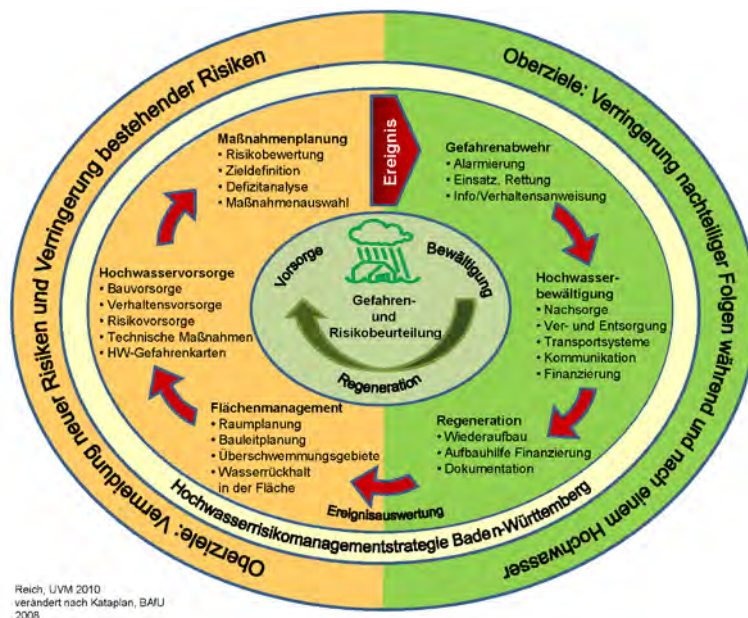 Oberziele: Vermeidung neuer Risiken und Verringerung bestehender Risiken
Oberziele: Verringerung nachteiliger Folgen während und nach einem Hochwasser
Ereignis
Maßnahmenplanung
• Risikobewertung
• Zieldefinition
• Defizitanalyse
• Maßnahmenauswahl
Gefahrenabwehr
• Alarmierung
• Einsatz, Rettung
• Info/Verhaltensanweisung
Hochwasservorsorge
• Bauvorsorge
• Verhaltensvorsorge
• Risikovorsorge
• Technische Maßnahmen
• HW-Gefahrenkarten
Vorsorge
Bewältigung
Gefahren-
und
Risikobeurteilung
Regeneration
Hochwasser-
bewältigung
• Nachsorge
• Ver- und Entsorgung
• Transportsysteme
• Kommunikation
• Finanzierung
Flächenmanagement
• Raumplanung
• Bauleitplanung
• Überschwemmungsgebiete
• Wasserrückhalt
in der Fläche
Regeneration
• Wiederaufbau
• Aufbauhilfe Finanzierung
• Dokumentation
Ereignisauswertung
Hochwasserrisikomanagementstrategie Baden-Württemberg
Reich, UVM 2010
verändert nach Kataplan, BAfU
2008